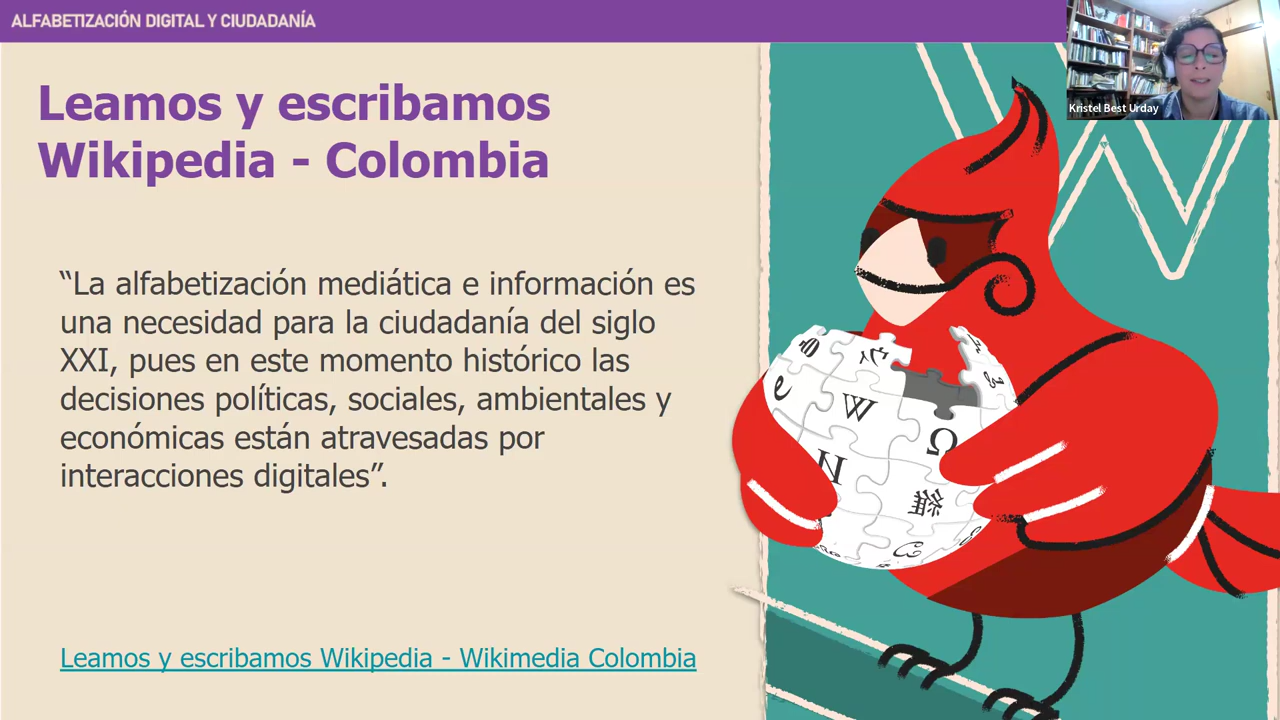 ALFABETIZACIÓN DIGITAL Y CIUDADANÍA
Kristel Best Urday
Leamos y escribamos
Wikipedia - Colombia
“La alfabetización mediática e información es
una necesidad para la ciudadanía del siglo
XXI, pues en este momento histórico las
decisiones políticas, sociales, ambientales y
económicas están atravesadas por
interacciones digitales”.
Leamos y escribamos Wikipedia - Wikimedia Colombia
W
Ω
N
維